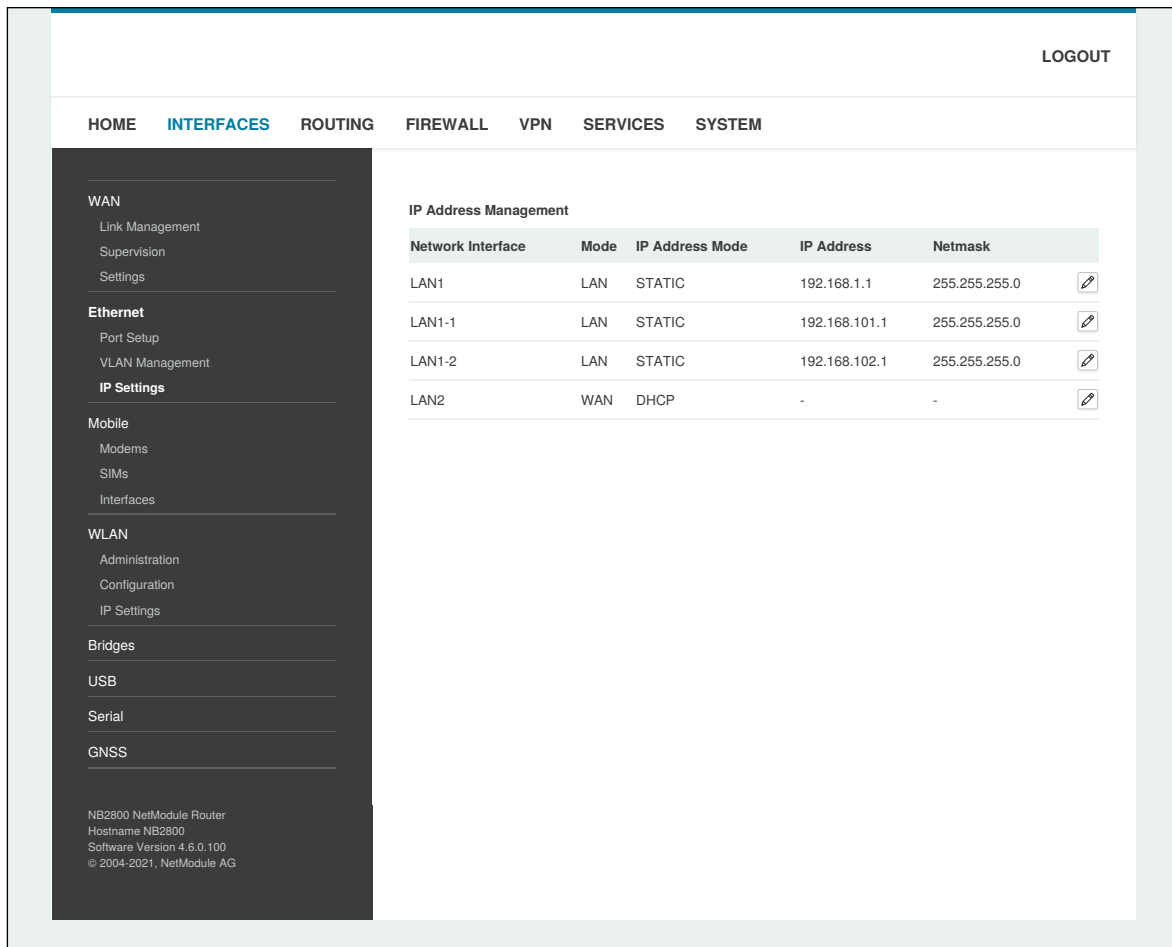 LOGOUT
HOME INTERFACES ROUTING FIREWALL VPN SERVICES SYSTEM
WAN
Link Management
Supervision
Settings
Ethernet
Port Setup
VLAN Management
IP Settings
Mobile
Modems
SIMs
Interfaces
WLAN
Administration
Configuration
IP Settings
Bridges
USB
Serial
GNSS
NB2800 NetModule Router
Hostname NB2800
Software Version 4.6.0.100
© 2004-2021, NetModule AG
IP Address Management
Network Interface Mode IP Address Mode IP Address Netmask
LAN1 LAN STATIC 192.168.1.1 255.255.255.0
LAN1-1 LAN STATIC 192.168.101.1 255.255.255.0
LAN1-2 LAN STATIC 192.168.102.1 255.255.255.0
LAN2 WAN DHCP - -